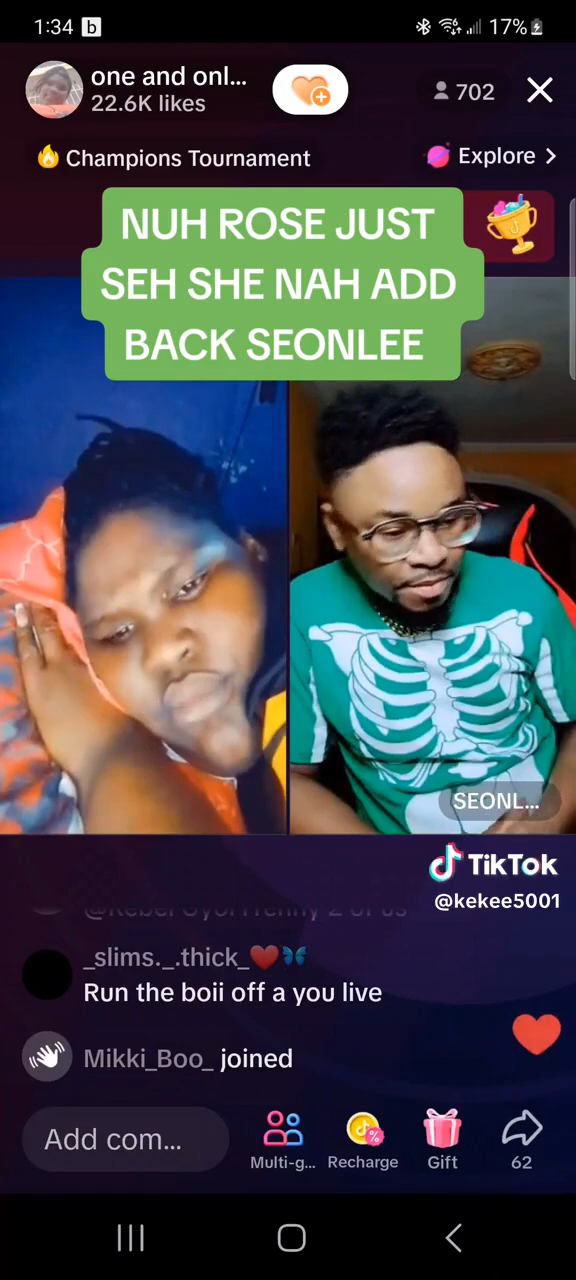 1:34 b 17%
one and onl...
22.6K likes
702
Champions Tournament
Explore >
NUH ROSE JUST
SEH SHE NAH ADD
BACK SEONLEE
SEONL...
TikTok
@kekee5001
_slims._.thick_
Run the boii off a you live
Mikki_Boo_ joined
Add com...
Multi-g...
Recharge
Gift
62